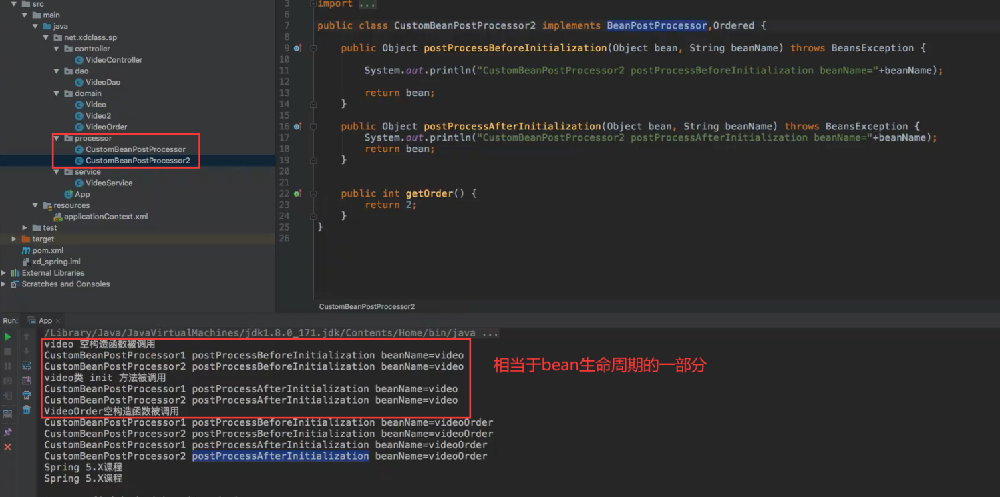 src
main
java
net.xdclass.sp
controller
VideoController
dao
VideoDao
domain
Video
Video2
VideoOrder
processor
CustomBeanPostProcessor
CustomBeanPostProcessor2
service
VideoService
App
resources
applicationContext.xml
test
target
pom.xml
xd_spring.iml
External Libraries
Scratches and Consoles
3 import ...
6
7 public class CustomBeanPostProcessor2 implements BeanPostProcessor,Ordered {
8
9 public Object postProcessBeforeInitialization(Object bean, String beanName) throws BeansException {
10
11 System.out.println("CustomBeanPostProcessor2 postProcessBeforeInitialization beanName="+beanName);
12
13 return bean;
14 }
15
16 public Object postProcessAfterInitialization(Object bean, String beanName) throws BeansException {
17 System.out.println("CustomBeanPostProcessor2 postProcessAfterInitialization beanName="+beanName);
18 return bean;
19 }
20
21
22 public int getOrder() {
23 return 2;
24 }
25 }
26
CustomBeanPostProcessor2
Run: App
/Library/Java/JavaVirtualMachines/jdk1.8.0_171.jdk/Contents/Home/bin/java ...
video 空构造函数被调用
CustomBeanPostProcessor1 postProcessBeforeInitialization beanName=video
CustomBeanPostProcessor2 postProcessBeforeInitialization beanName=video
video类 init 方法被调用
CustomBeanPostProcessor1 postProcessAfterInitialization beanName=video
CustomBeanPostProcessor2 postProcessAfterInitialization beanName=video
VideoOrder空构造函数被调用
CustomBeanPostProcessor1 postProcessBeforeInitialization beanName=videoOrder
CustomBeanPostProcessor2 postProcessBeforeInitialization beanName=videoOrder
CustomBeanPostProcessor1 postProcessAfterInitialization beanName=videoOrder
CustomBeanPostProcessor2 postProcessAfterInitialization beanName=videoOrder
Spring 5.X课程
Spring 5.X课程
相当于bean生命周期的一部分